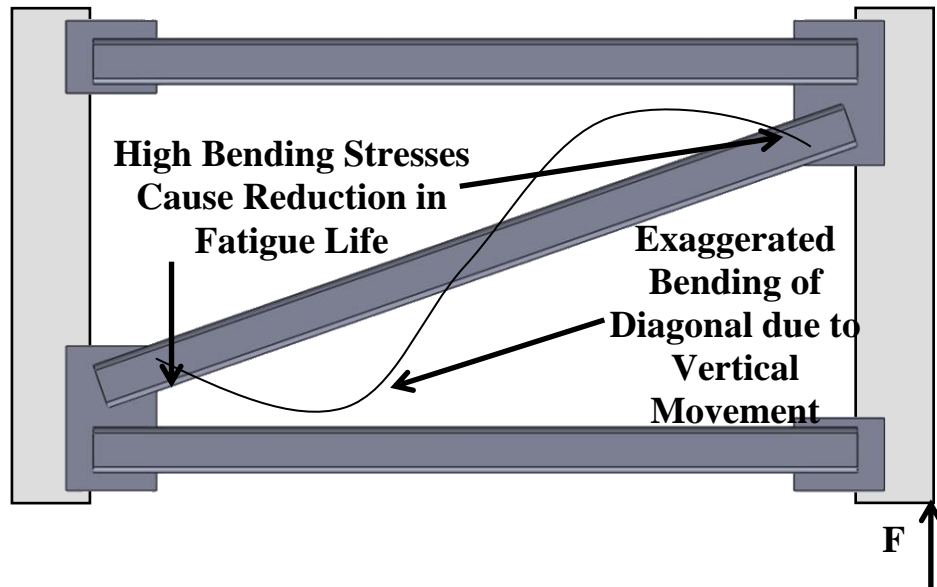 High Bending Stresses
Cause Reduction in
Fatigue Life
Exaggerated
Bending of
Diagonal due to
Vertical
Movement
F